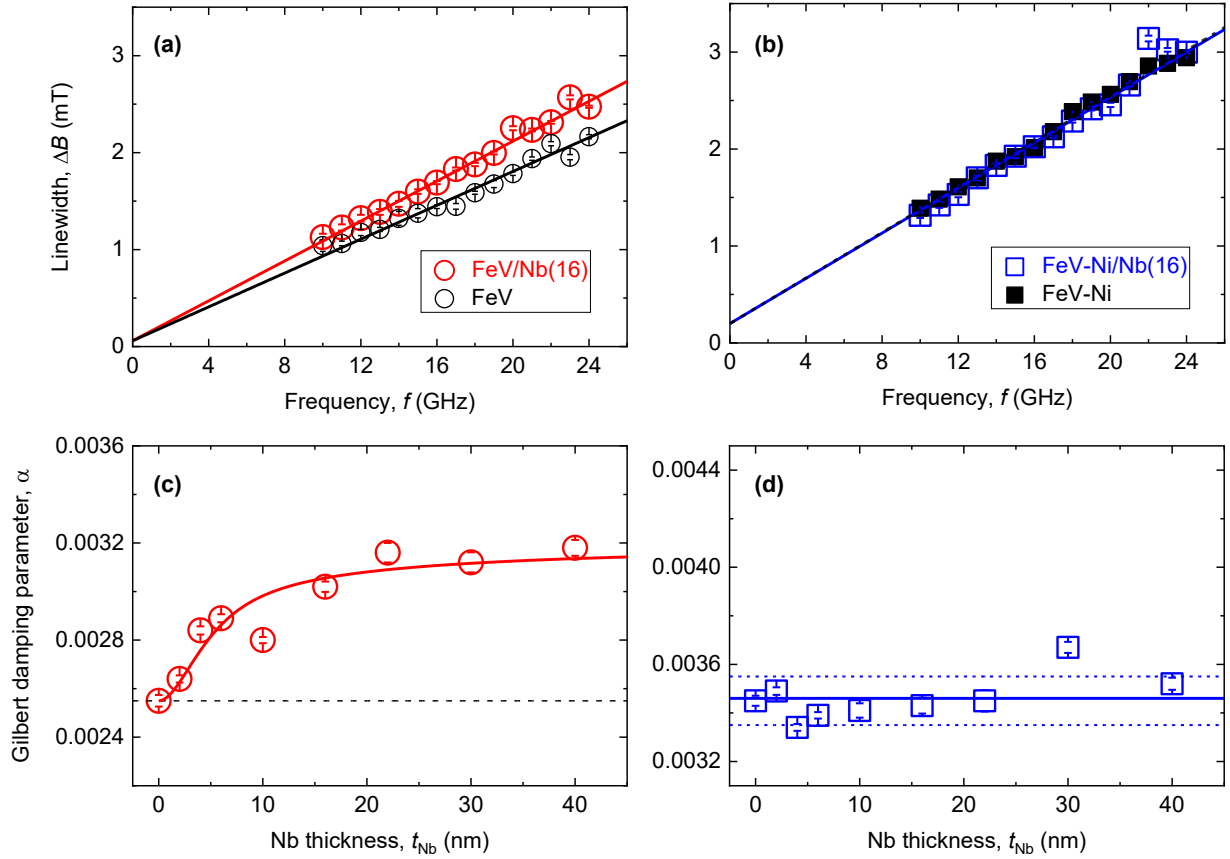 (a)
3
2
1
0
0 4 8 12 16 20 24
Linewidth, ΔB (mT)
Frequency, f (GHz)
FeV/Nb(16)
FeV
(b)
3
2
1
0
0 4 8 12 16 20 24
Frequency, f (GHz)
FeV-Ni/Nb(16)
FeV-Ni
(c)
0.0036
0.0032
0.0028
0.0024
0 10 20 30 40
Gilbert damping parameter, α
Nb thickness, tNb (nm)
(d)
0.0044
0.0040
0.0036
0.0032
0 10 20 30 40
Nb thickness, tNb (nm)